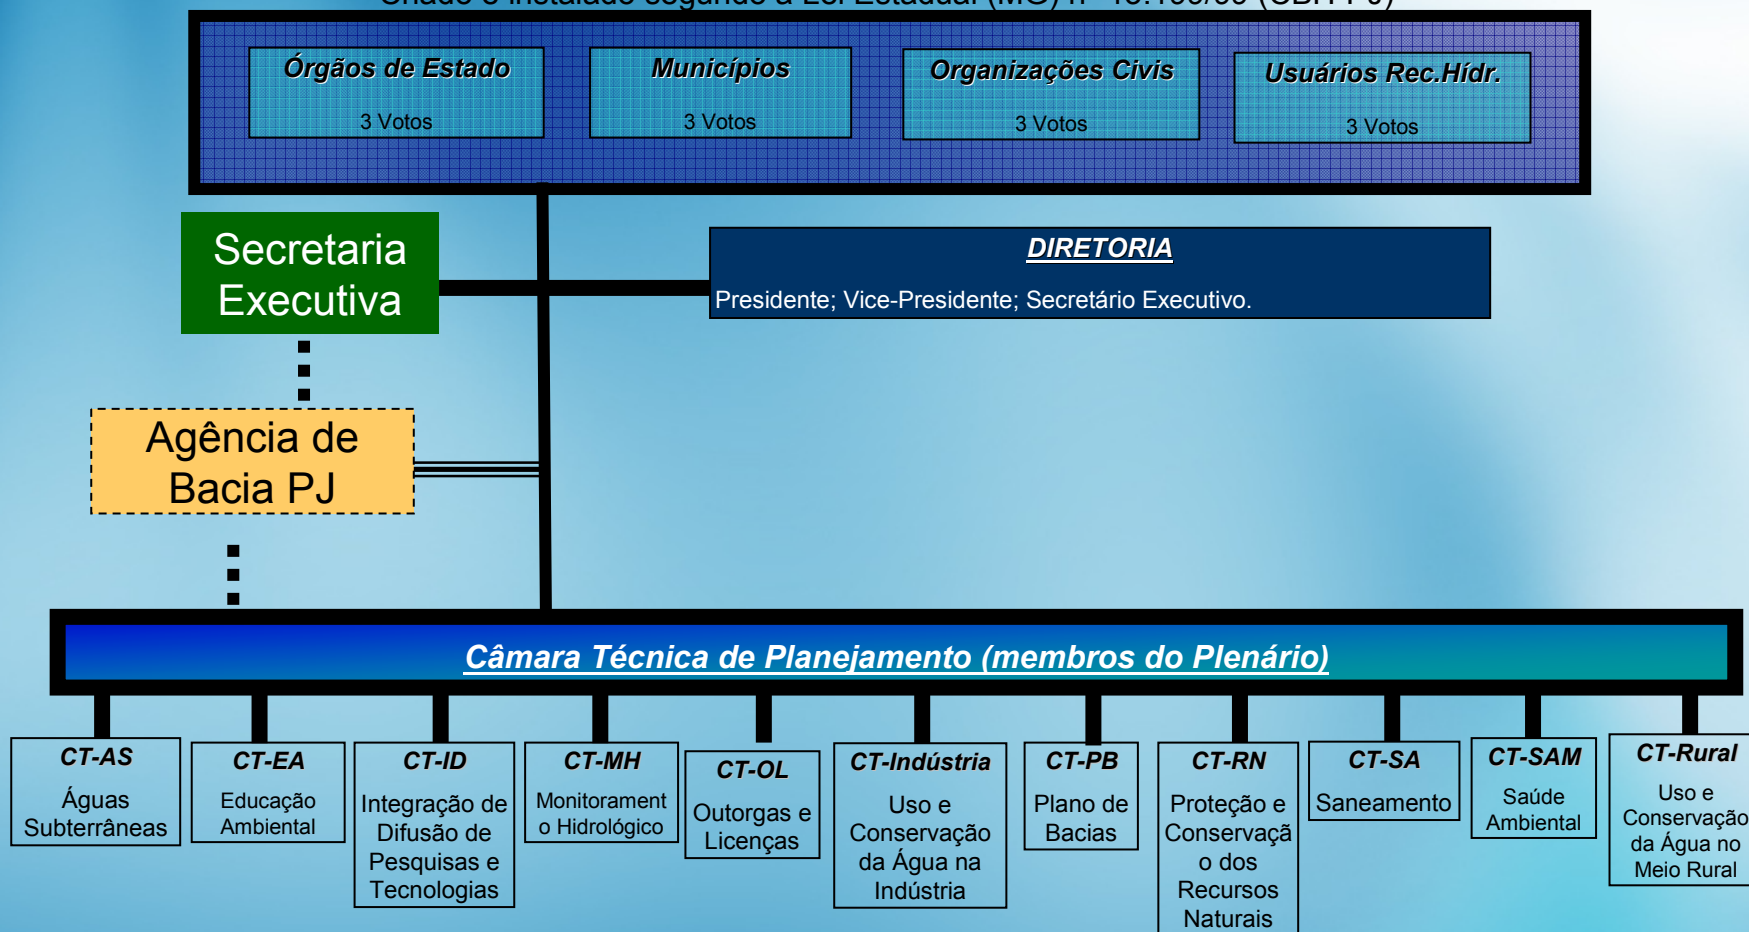 Órgãos de Estado
3 Votos
Municípios
3 Votos
Organizações Civis
3 Votos
Usuários Rec.Hídr.
3 Votos
Secretaria
Executiva
DIRETORIA
Presidente; Vice-Presidente; Secretário Executivo.
Agência de
Bacia PJ
Câmara Técnica de Planejamento (membros do Plenário)
CT-AS
Águas
Subterrâneas
CT-EA
Educação
Ambiental
CT-ID
Integração de
Difusão de
Pesquisas e
Tecnologias
CT-MH
Monitorament
o Hidrológico
CT-OL
Outorgas e
Licenças
CT-Indústria
Uso e
Conservação
da Água na
Indústria
CT-PB
Plano de
Bacias
CT-RN
Proteção e
Conservaçã
o dos
Recursos
Naturais
CT-SA
Saneamento
CT-SAM
Saúde
Ambiental
CT-Rural
Uso e
Conservação
da Água no
Meio Rural